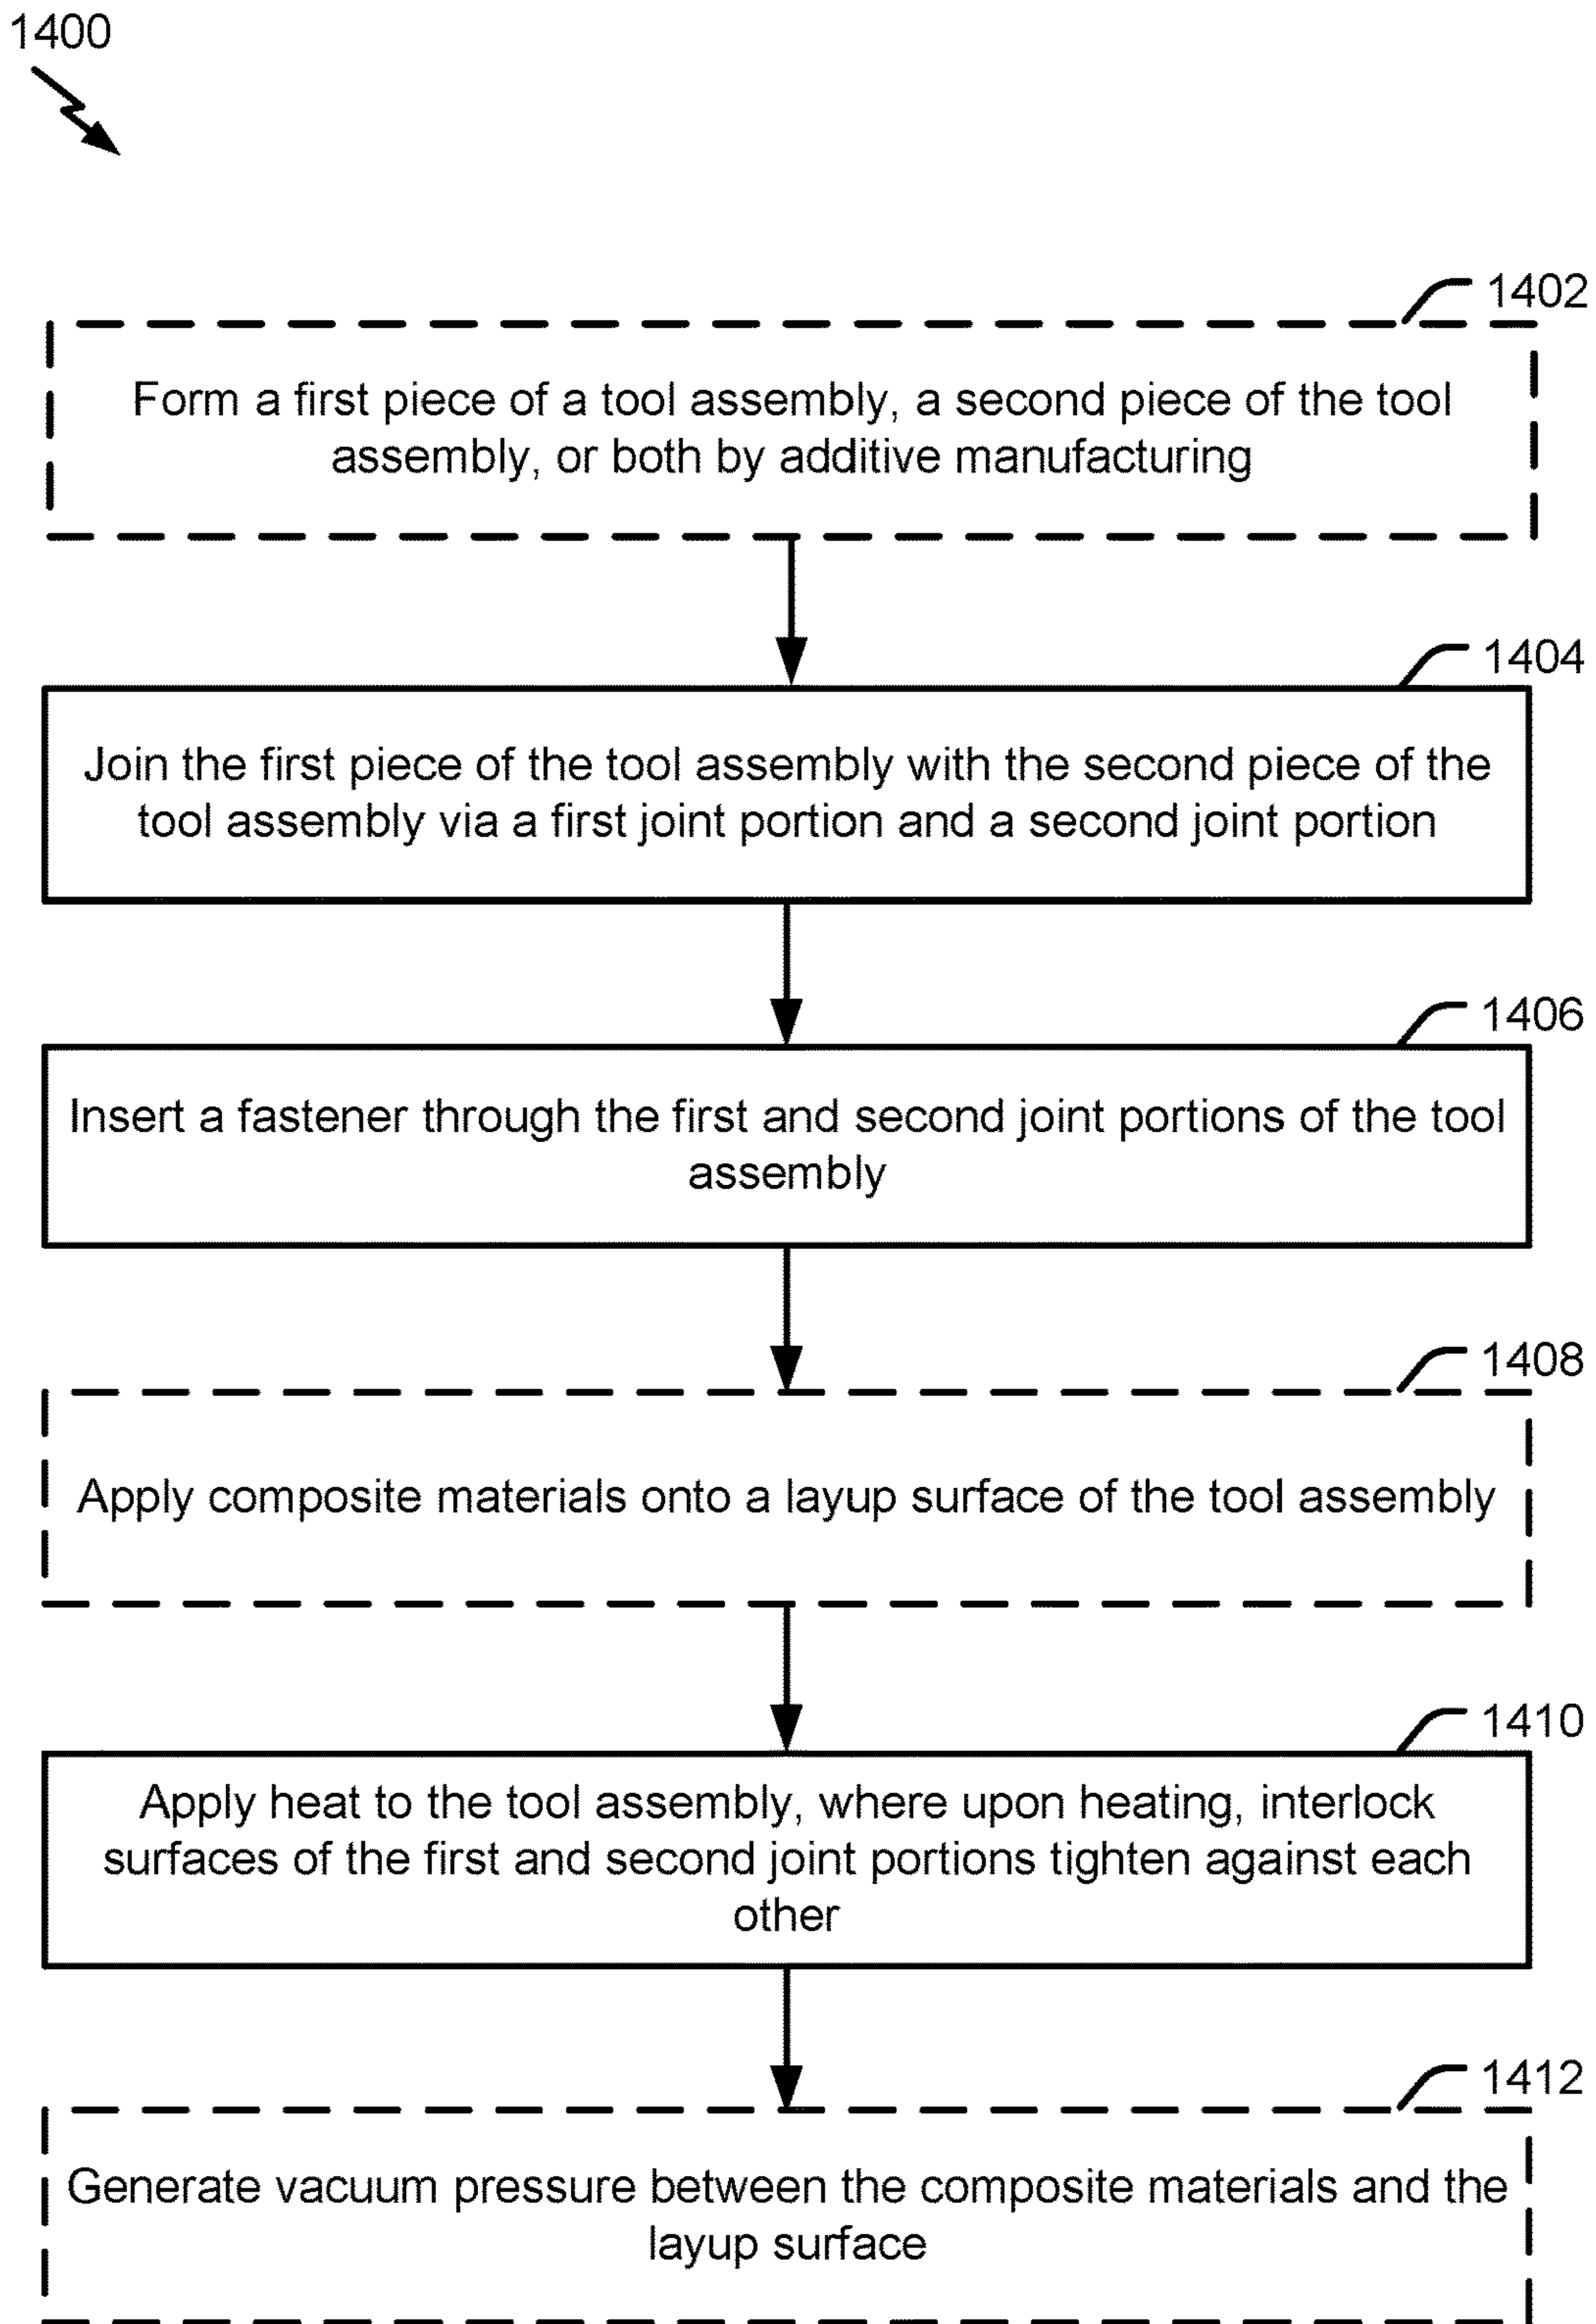 1400
1402
Form a first piece of a tool assembly, a second piece of the tool
assembly, or both by additive manufacturing
1404
Join the first piece of the tool assembly with the second piece of the
tool assembly via a first joint portion and a second joint portion
1406
Insert a fastener through the first and second joint portions of the tool
assembly
1408
Apply composite materials onto a layup surface of the tool assembly
1410
Apply heat to the tool assembly, where upon heating, interlock
surfaces of the first and second joint portions tighten against each
other
1412
Generate vacuum pressure between the composite materials and the
layup surface